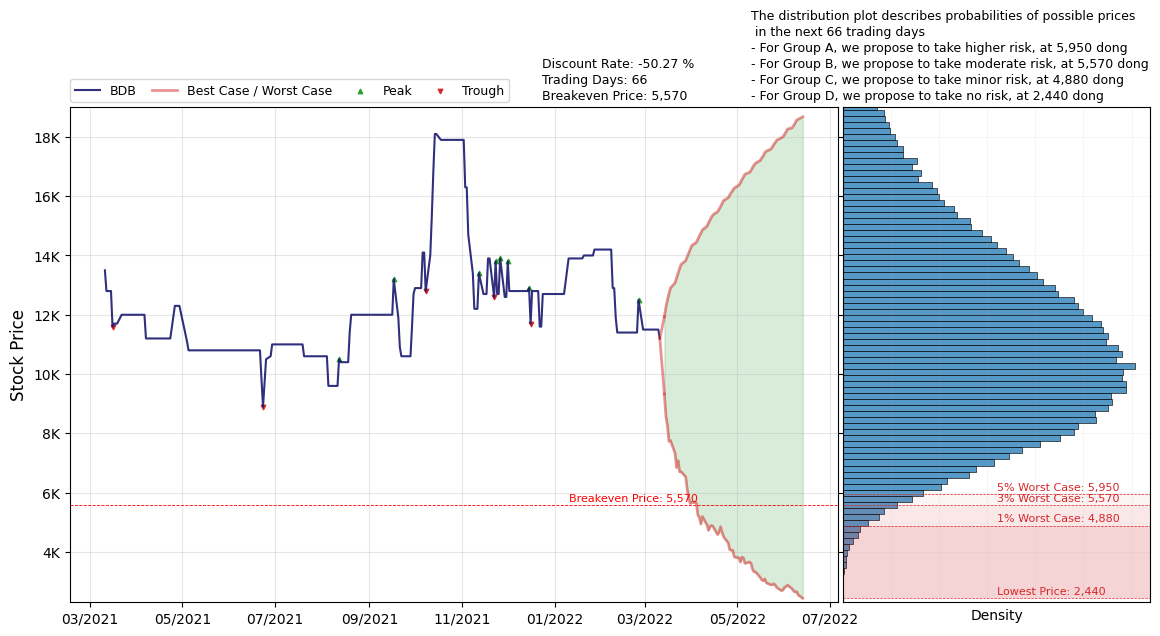 The distribution plot describes probabilities of possible prices
in the next 66 trading days
- For Group A, we propose to take higher risk, at 5,950 dong
- For Group B, we propose to take moderate risk, at 5,570 dong
- For Group C, we propose to take minor risk, at 4,880 dong
- For Group D, we propose to take no risk, at 2,440 dong
Discount Rate: -50.27 %
Trading Days: 66
Breakeven Price: 5,570
BDB
Best Case / Worst Case
Peak
Trough
Stock Price
18K
16K
14K
12K
10K
8K
6K
4K
Breakeven Price: 5,570
5% Worst Case: 5,950
3% Worst Case: 5,570
1% Worst Case: 4,880
Lowest Price: 2,440
03/2021
05/2021
07/2021
09/2021
11/2021
01/2022
03/2022
05/2022
07/2022
Density